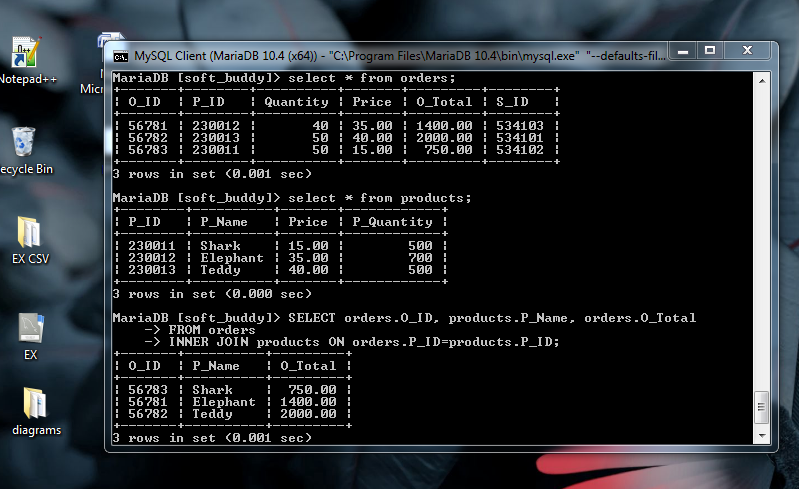 MySQL Client (MariaDB 10.4 (x64)) - "C:\Program Files\MariaDB 10.4\bin\mysql.exe" "--defaults-fil...
MariaDB [soft_buddy]> select * from orders;
+-------+--------+----------+-------+---------+--------+
| O_ID | P_ID | Quantity | Price | O_Total | S_ID |
+-------+--------+----------+-------+---------+--------+
| 56781 | 230012 | 40 | 35.00 | 1400.00 | 534103 |
| 56782 | 230013 | 50 | 40.00 | 2000.00 | 534101 |
| 56783 | 230011 | 50 | 15.00 | 750.00 | 534102 |
+-------+--------+----------+-------+---------+--------+
3 rows in set (0.001 sec)
MariaDB [soft_buddy]> select * from products;
+--------+----------+-------+------------+
| P_ID | P_Name | Price | P_Quantity |
+--------+----------+-------+------------+
| 230011 | Shark | 15.00 | 500 |
| 230012 | Elephant | 35.00 | 700 |
| 230013 | Teddy | 40.00 | 500 |
+--------+----------+-------+------------+
3 rows in set (0.000 sec)
MariaDB [soft_buddy]> SELECT orders.O_ID, products.P_Name, orders.O_Total
-> FROM orders
-> INNER JOIN products ON orders.P_ID=products.P_ID;
+-------+----------+---------+
| O_ID | P_Name | O_Total |
+-------+----------+---------+
| 56783 | Shark | 750.00 |
| 56781 | Elephant | 1400.00 |
| 56782 | Teddy | 2000.00 |
+-------+----------+---------+
3 rows in set (0.001 sec)
Notepad++
Micr
ecycle Bin
EX CSV
EX
diagrams